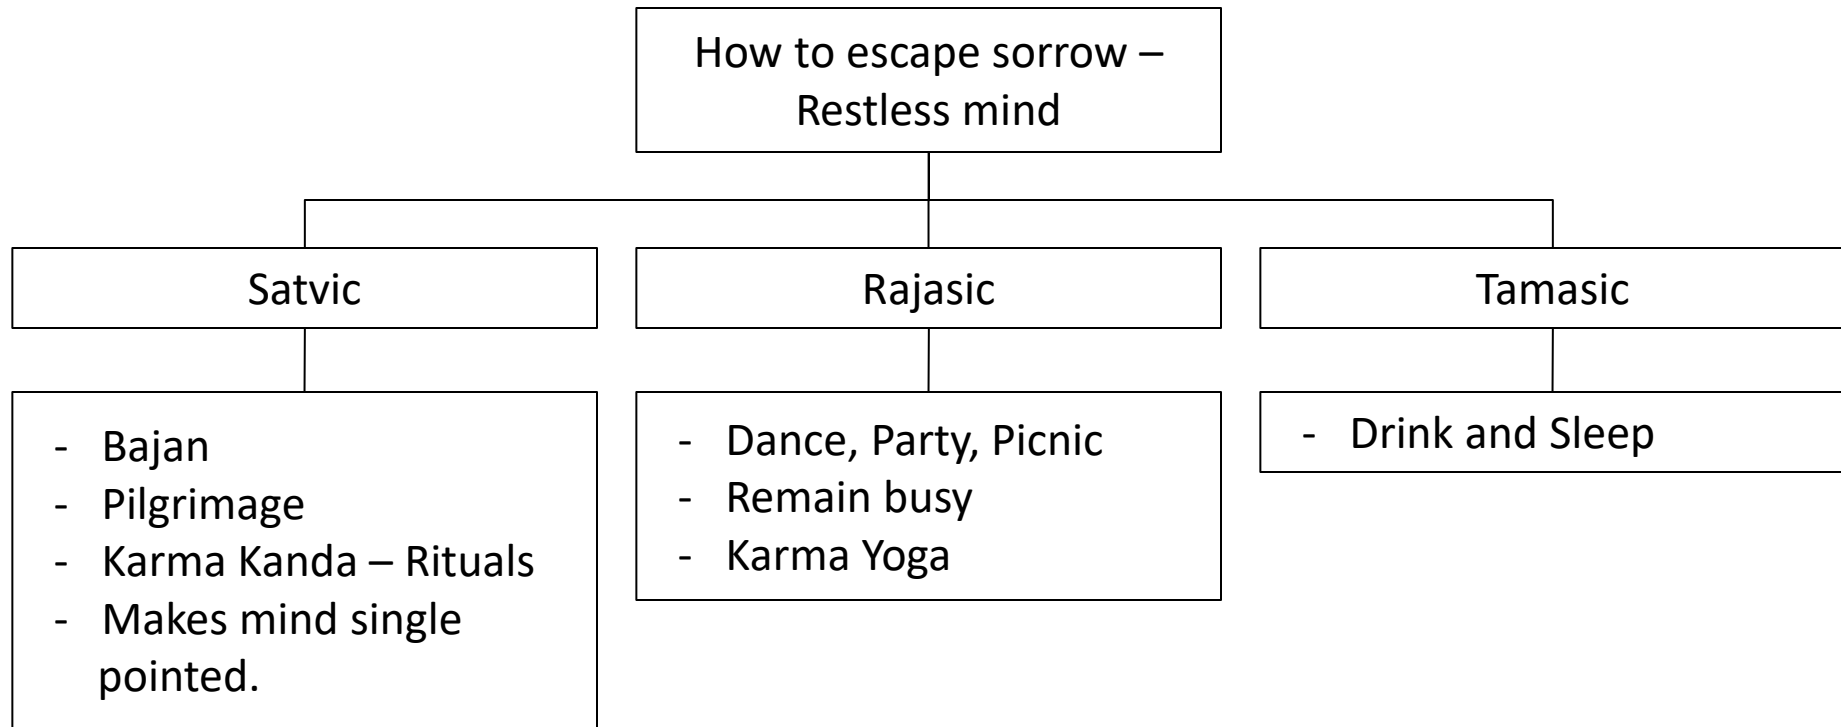 How to escape sorrow –
Restless mind
Satvic
Rajasic
Tamasic
- Bajan
- Pilgrimage
- Karma Kanda – Rituals
- Makes mind single
pointed.
- Dance, Party, Picnic
- Remain busy
- Karma Yoga
- Drink and Sleep